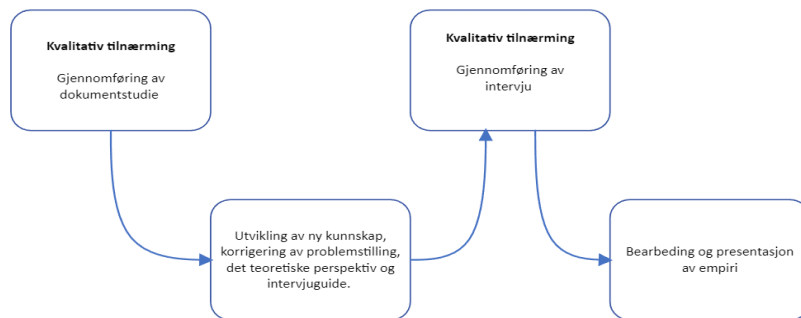 Kvalitativ tilnærming
Gjennomføring av
dokumentstudie
Utvikling av ny kunnskap,
korrigering av problemstilling,
det teoretiske perspektiv og
intervjuguide.
Kvalitativ tilnærming
Gjennomføring av
intervju
Bearbeding og presentasjon
av empiri